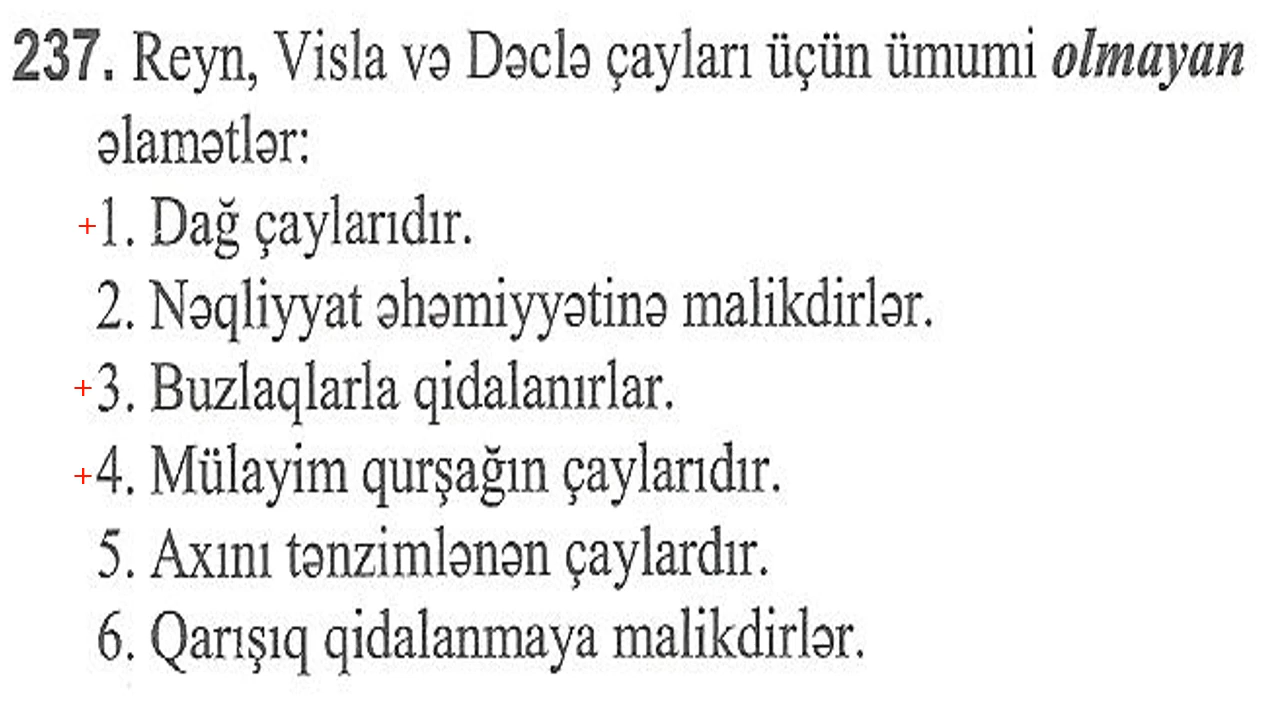 237. Reyn, Visla və Dəclə çayları üçün ümumi olmayan
əlamətlər:
+1. Dağ çaylarıdır.
2. Nəqliyyat əhəmiyyətinə malikdirlər.
+3. Buzlaqlarla qidalanırlar.
+4. Mülayim qurşağın çaylarıdır.
5. Axını tənzimlənən çaylardır.
6. Qarışıq qidalanmaya malikdirlər.